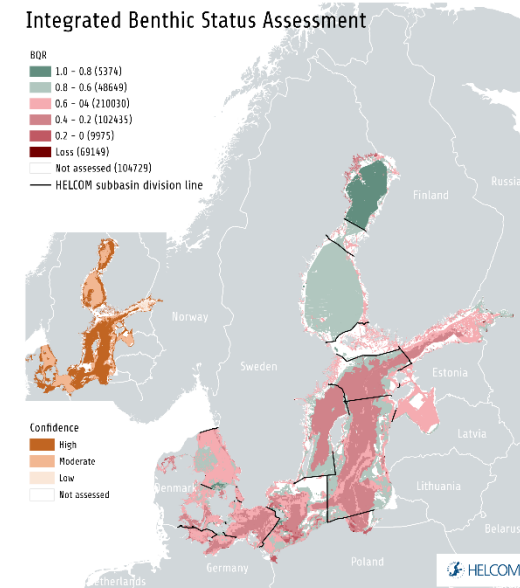 Integrated Benthic Status Assessment
BQR
1.0 - 0.8 (5374)
0.8 - 0.6 (48649)
0.6 - 04 (210030)
0.4 - 0.2 (102435)
0.2 - 0 (9975)
Loss (69149)
Not assessed (104729)
HELCOM subbasin division line
Finland
Russia
Norway
Sweden
Estonia
Latvia
Lithuania
Denmark
Belarus
Poland
Germany
Netherlands
Confidence
High
Moderate
Low
Not assessed
HELCOM